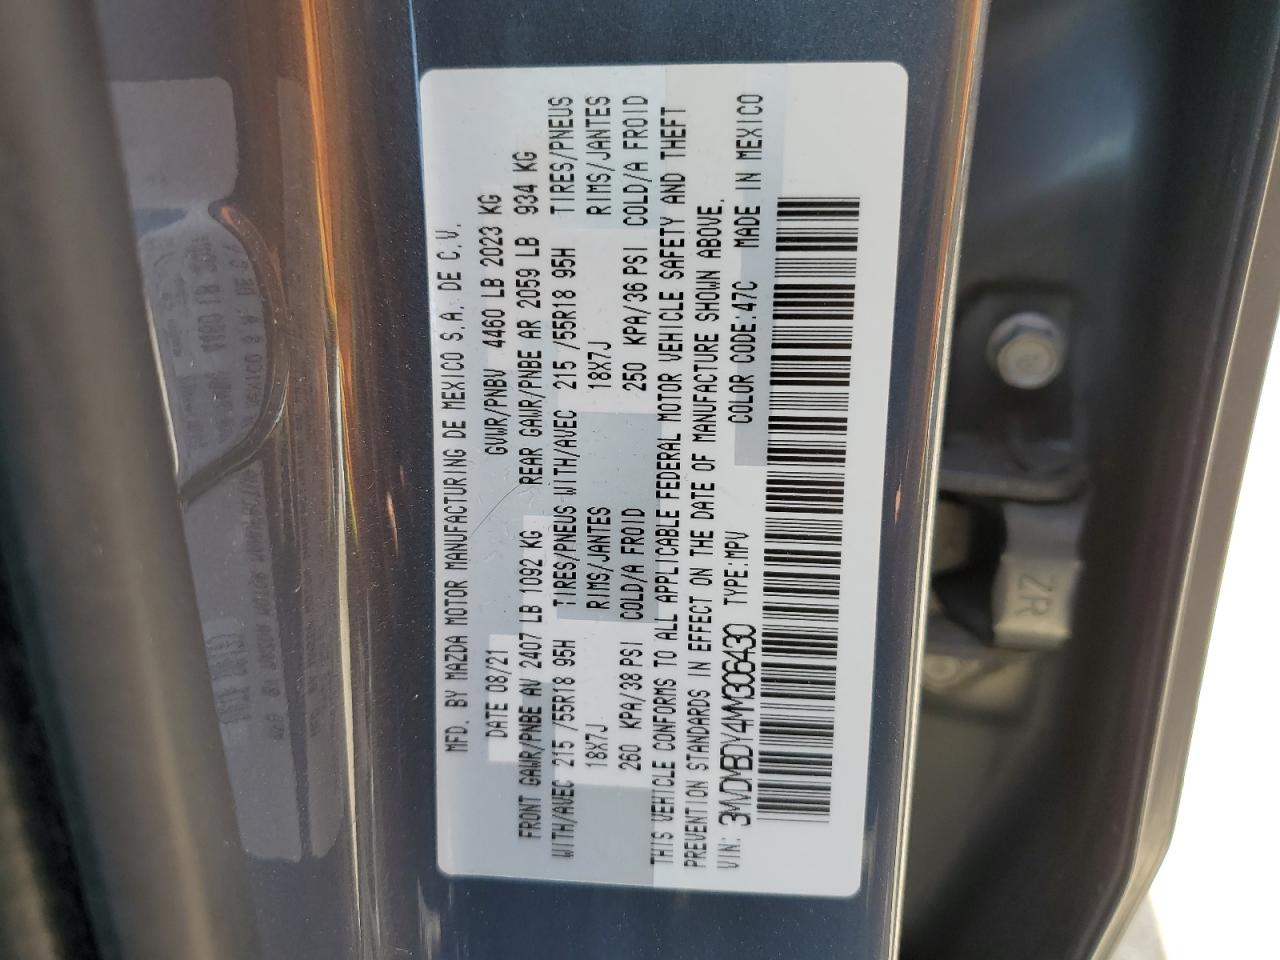 MFD. BY MAZDA MOTOR MANUFACTURING DE MEXICO S.A. DE C.V.
DATE 08/21 GVWR/PNBV 4460 LB 2023 KG
FRONT GAWR/PNBE AV 2407 LB 1092 KG REAR GAWR/PNBE AR 2059 LB 934 KG
WITH/AVEC 215 /55R18 95H TIRES/PNEUS WITH/AVEC 215 /55R18 95H TIRES/PNEUS
18X7J RIMS/JANTES 18X7J RIMS/JANTES
260 KPA/38 PSI COLD/A FROID 250 KPA/36 PSI COLD/A FROID
THIS VEHICLE CONFORMS TO ALL APPLICABLE FEDERAL MOTOR VEHICLE SAFETY AND THEFT
PREVENTION STANDARDS IN EFFECT ON THE DATE OF MANUFACTURE SHOWN ABOVE.
VIN: 3MVDMBDY4MM306430 TYPE:MPV COLOR CODE:47C MADE IN MEXICO
ZR